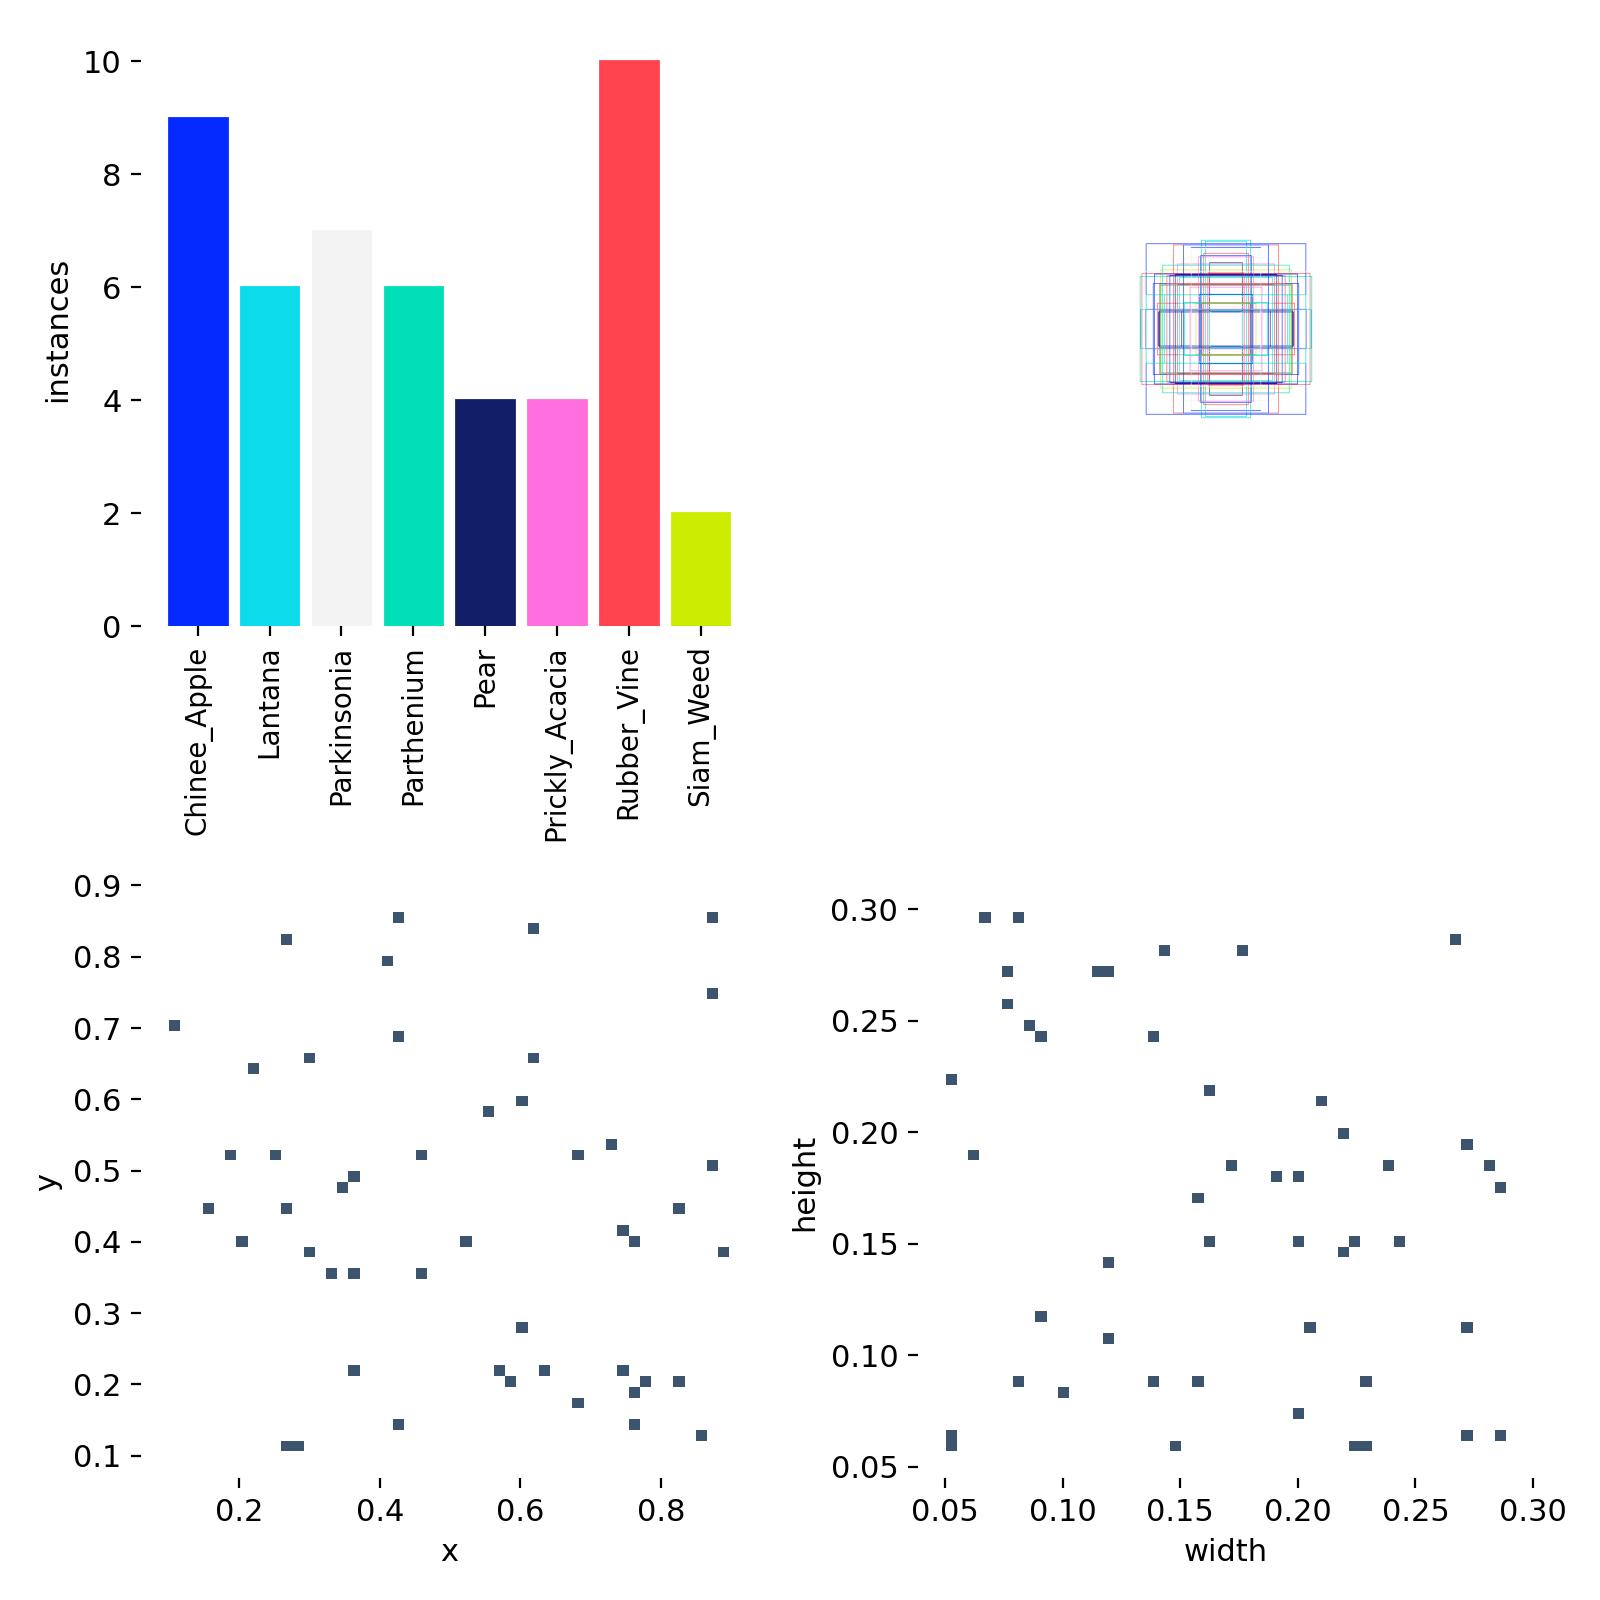 10
8
6
4
2
0
instances
Chinee_Apple
Lantana
Parkinsonia
Parthenium
Pear
Prickly_Acacia
Rubber_Vine
Siam_Weed
0.9
0.8
0.7
0.6
0.5
0.4
0.3
0.2
0.1
y
0.2 0.4 0.6 0.8
x
0.30
0.25
0.20
0.15
0.10
0.05
height
0.05 0.10 0.15 0.20 0.25 0.30
width